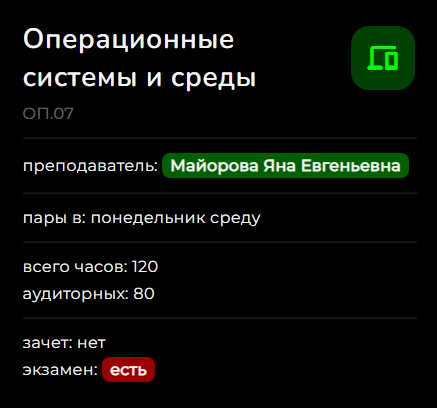 Операционные
системы и среды
ОП.07
преподаватель: Майорова Яна Евгеньевна
пары в: понедельник среду
всего часов: 120
аудиторных: 80
зачет: нет
экзамен: есть